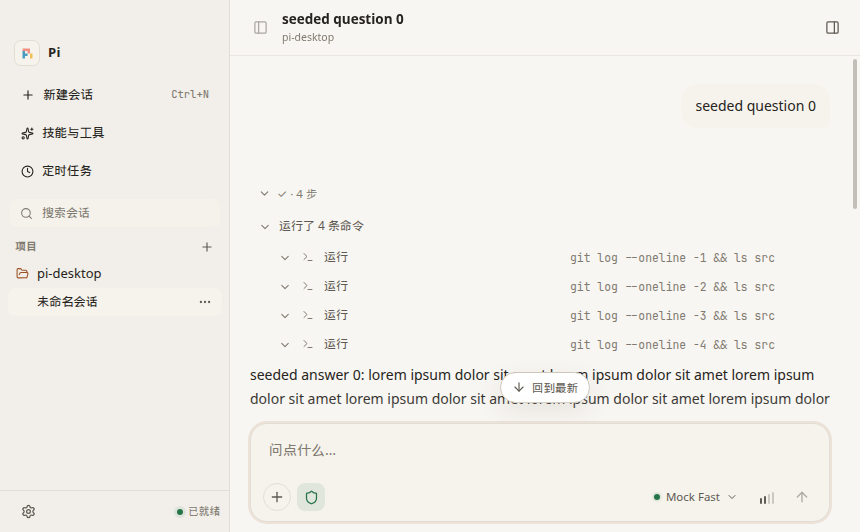 Pi
新建会话 Ctrl+N
技能与工具
定时任务
搜索会话
项目
pi-desktop
未命名会话
已就绪
seeded question 0
pi-desktop
seeded question 0
· 4 步
运行了 4 条命令
运行 git log --oneline -1 && ls src
运行 git log --oneline -2 && ls src
运行 git log --oneline -3 && ls src
运行 git log --oneline -4 && ls src
seeded answer 0: lorem ipsum dolor sit amet lorem ipsum dolor sit amet lorem ipsum
dolor sit amet lorem ipsum dolor sit amet lorem ipsum dolor sit amet lorem ipsum dolor
回到最新
问点什么...
Mock Fast